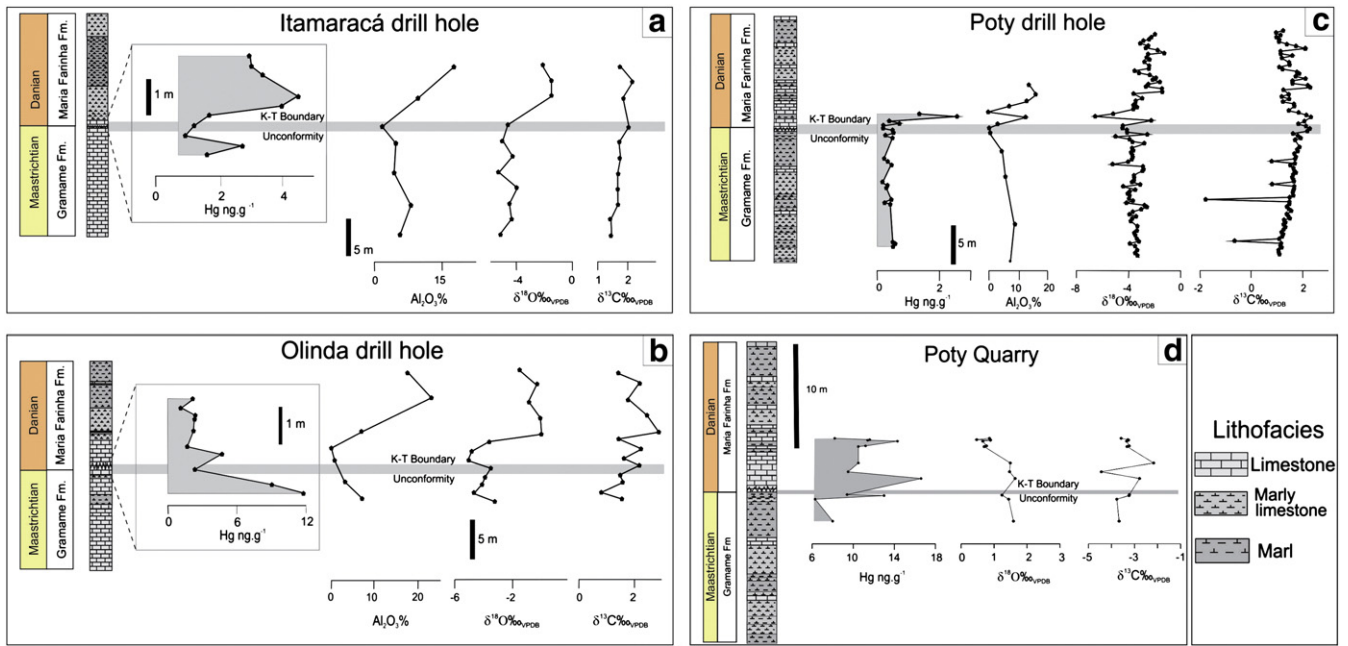 Itamaracá drill hole
a
Danian
Maria Farinha Fm.
Maastrichtian
Gramame Fm.
1 m
K-T Boundary
Unconformity
0 2 4
Hg ng.g-1
5 m
0 15
Al2O3%
-4 0
δ18O‰VPDB
1 2
δ13C‰VPDB
Poty drill hole
c
Danian
Maria Farinha Fm.
Maastrichtian
Gramame Fm.
K-T Boundary
Unconformity
5 m
0 2
Hg ng.g-1
0 10 20
Al2O3%
-8 -4 0
δ18O‰VPDB
-2 0 2
δ13C‰VPDB
Olinda drill hole
b
Danian
Maria Farinha Fm.
Maastrichtian
Gramame Fm.
1 m
0 6 12
Hg ng.g-1
K-T Boundary
Unconformity
5 m
0 10 20
Al2O3%
-6 -2
δ18O‰VPDB
0 2
δ13C‰VPDB
Poty Quarry
d
Danian
Maria Farinha Fm
Maastrichtian
Gramame Fm
10 m
K-T Boundary
Unconformity
6 10 14 18
Hg ng.g-1
0 1 2 3
δ18O‰VPDB
-5 -3 -1
δ13C‰VPDB
Lithofacies
Limestone
Marly
limestone
Marl